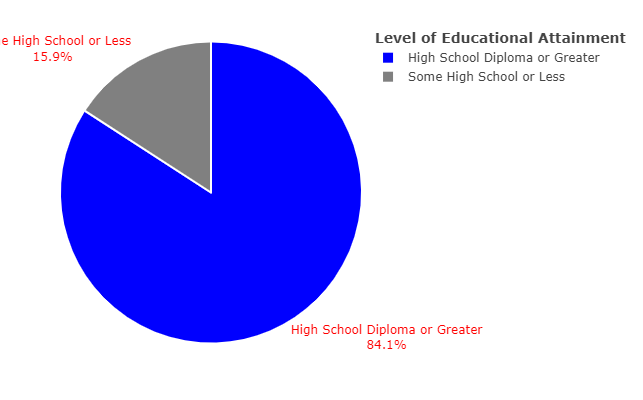 e High School or Less
15.9%
Level of Educational Attainment
High School Diploma or Greater
Some High School or Less
High School Diploma or Greater
84.1%